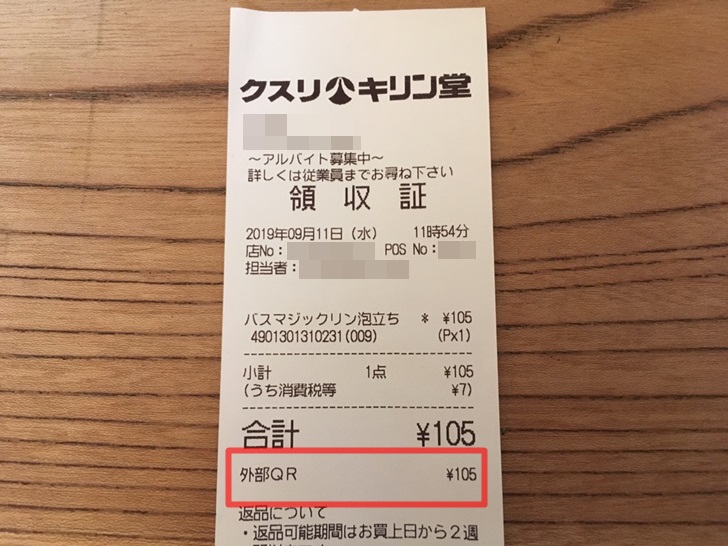 クスリ キリン堂
～アルバイト募集中～
詳しくは従業員までお尋ね下さい
領収証
2019年09月11日（水） 11時54分
店No： POS No：
担当者：
バスマジックリン泡立ち * ¥105
4901301310231(009) (Px1)
小計 1点 ¥105
(うち消費税等 ¥7)
合計 ¥105
外部QR ¥105
返品について
・返品可能期間はお買上日から2週